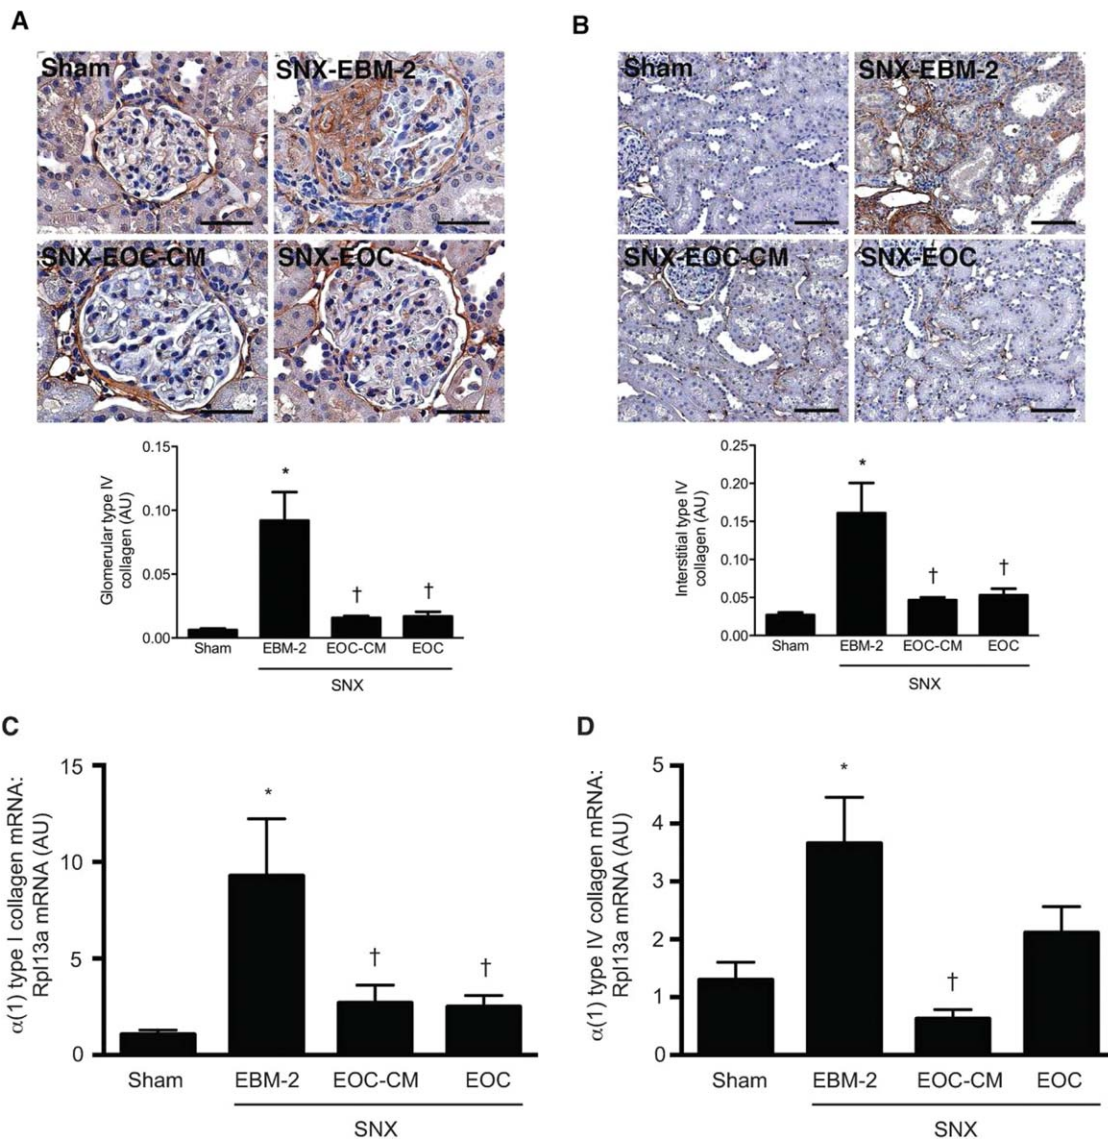 A
Sham
SNX-EBM-2
SNX-EOC-CM
SNX-EOC
0.15
0.10
0.05
0.00
Glomerular type IV
collagen (AU)
*
†
†
Sham
EBM-2
EOC-CM
EOC
SNX
B
Sham
SNX-EBM-2
SNX-EOC-CM
SNX-EOC
0.25
0.20
0.15
0.10
0.05
0.00
Interstitial type IV
collagen (AU)
*
†
†
Sham
EBM-2
EOC-CM
EOC
SNX
C
15
10
5
0
α(1) type I collagen mRNA:
Rpl13a mRNA (AU)
*
†
†
Sham
EBM-2
EOC-CM
EOC
SNX
D
5
4
3
2
1
0
α(1) type IV collagen mRNA:
Rpl13a mRNA (AU)
*
†
Sham
EBM-2
EOC-CM
EOC
SNX